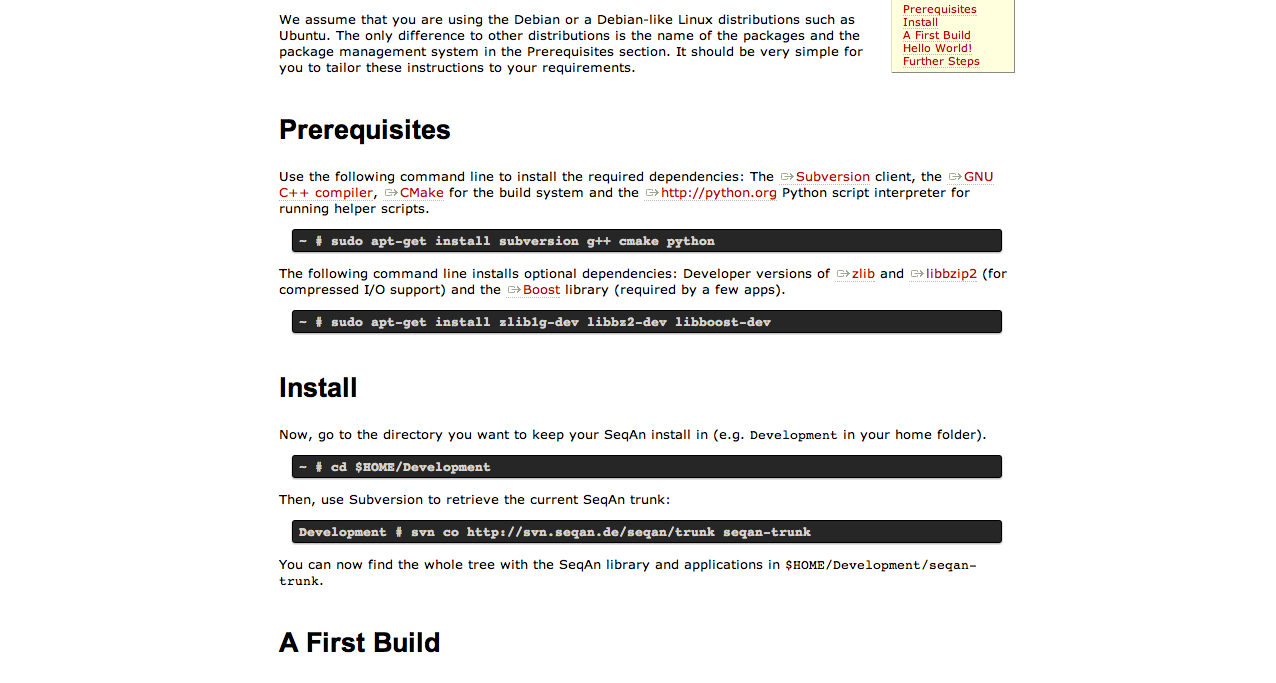 We assume that you are using the Debian or a Debian-like Linux distributions such as
Ubuntu. The only difference to other distributions is the name of the packages and the
package management system in the Prerequisites section. It should be very simple for
you to tailor these instructions to your requirements.
Prerequisites
Install
A First Build
Hello World!
Further Steps
Prerequisites
Use the following command line to install the required dependencies: The Subversion client, the GNU
C++ compiler, CMake for the build system and the http://python.org Python script interpreter for
running helper scripts.
~ # sudo apt-get install subversion g++ cmake python
The following command line installs optional dependencies: Developer versions of zlib and libbzip2 (for
compressed I/O support) and the Boost library (required by a few apps).
~ # sudo apt-get install zlib1g-dev libbz2-dev libboost-dev
Install
Now, go to the directory you want to keep your SeqAn install in (e.g. Development in your home folder).
~ # cd $HOME/Development
Then, use Subversion to retrieve the current SeqAn trunk:
Development # svn co http://svn.seqan.de/seqan/trunk seqan-trunk
You can now find the whole tree with the SeqAn library and applications in $HOME/Development/seqan-
trunk.
A First Build